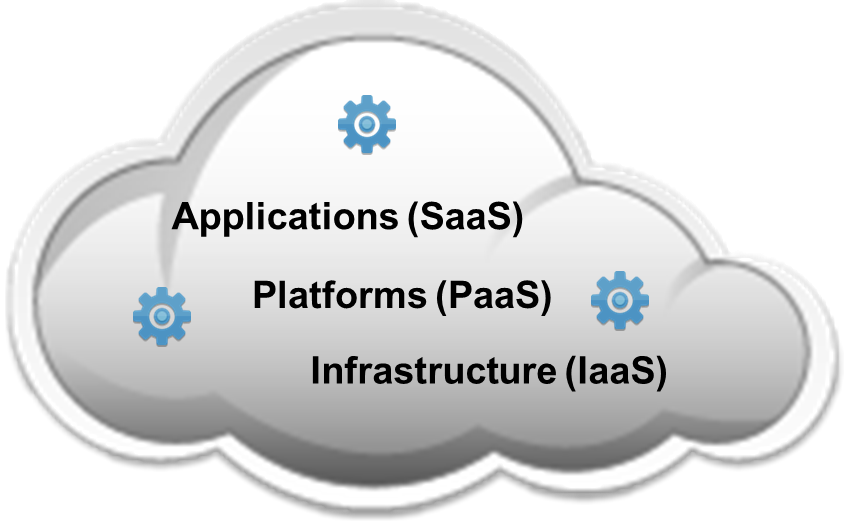 Applications (SaaS)
Platforms (PaaS)
Infrastructure (IaaS)